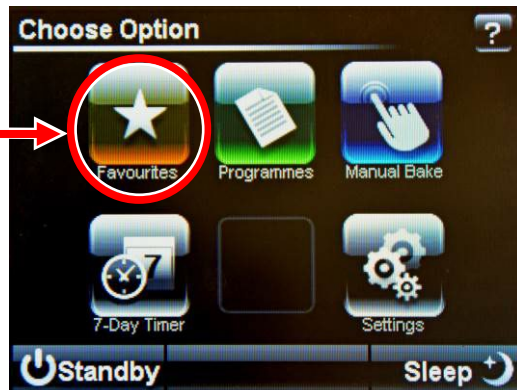 Choose Option
?
Favourites Programmes Manual Bake
7
7-Day Timer Settings
Standby Sleep